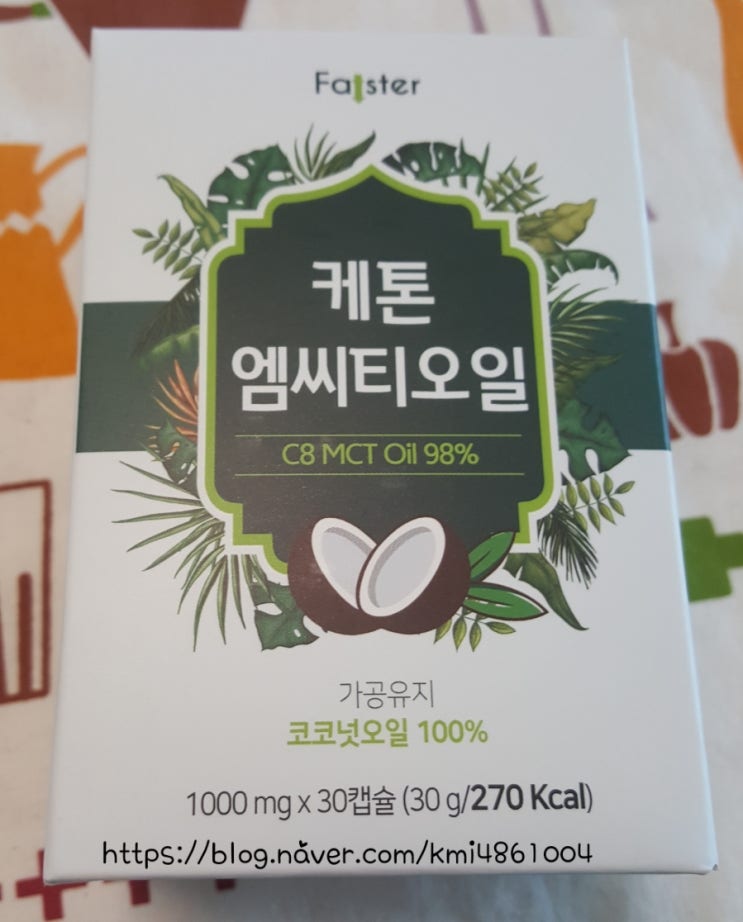 Fatster
케톤
엠씨티오일
C8 MCT Oil 98%
가공유지
코코넛오일 100%
1000 mg x 30캡슐 (30 g/270 Kcal)
https://blog.naver.com/kmi4861004